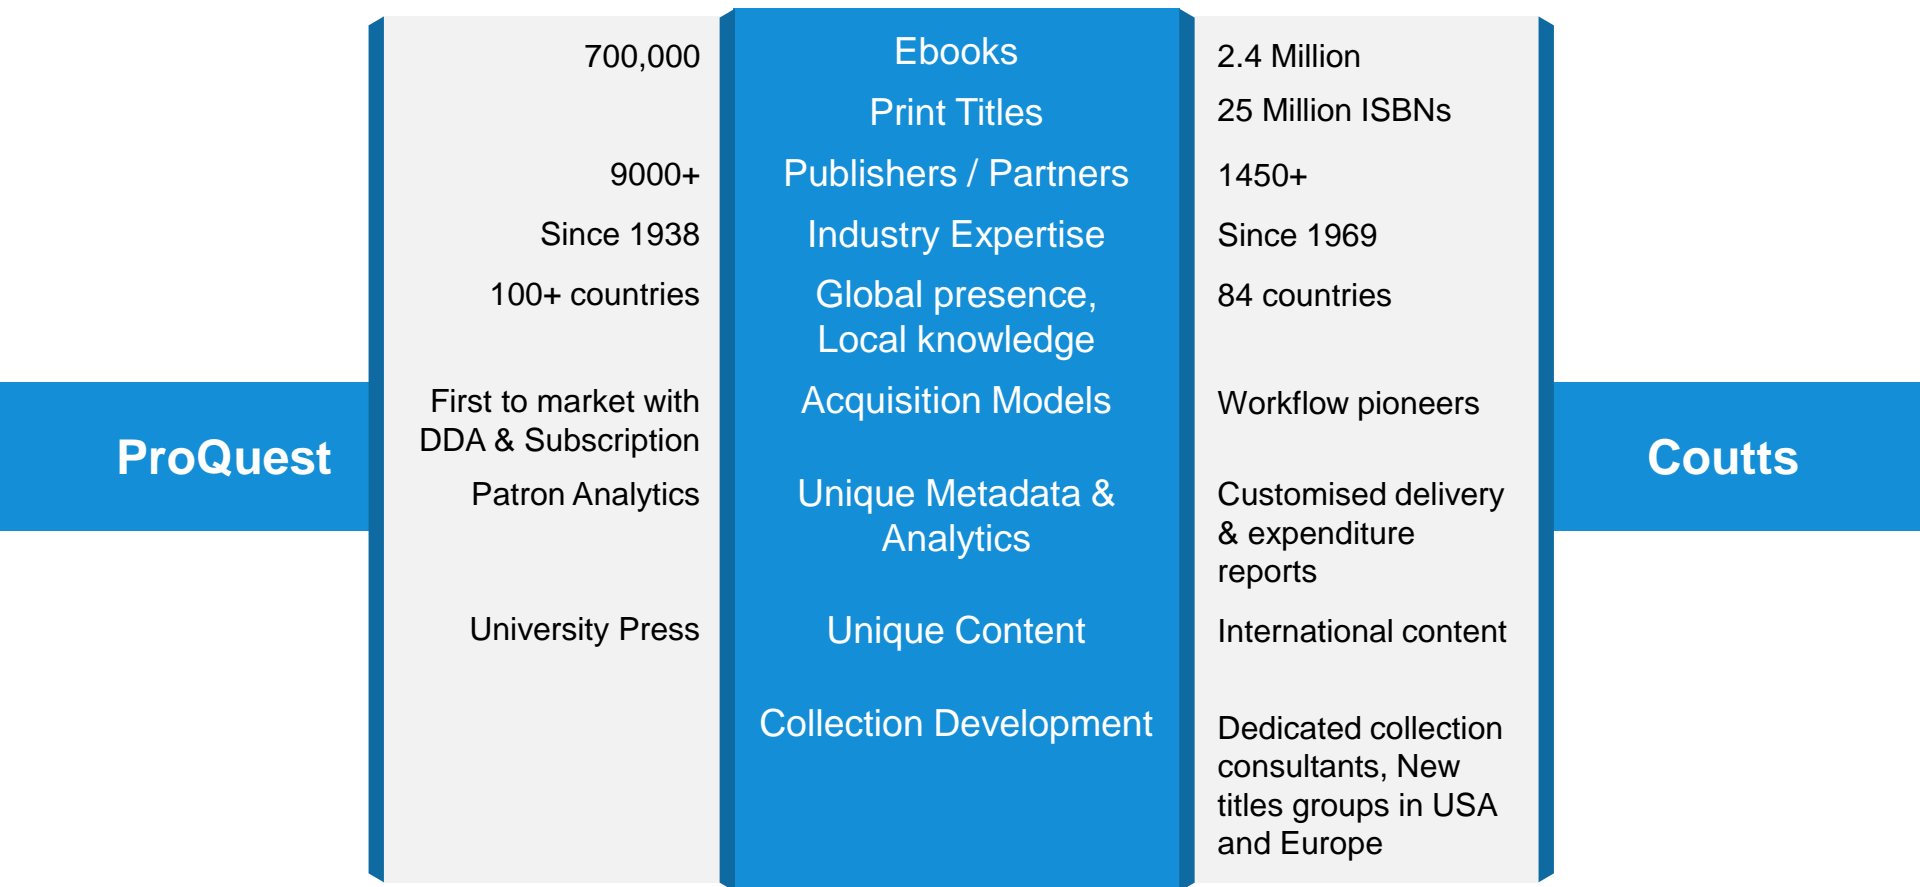 700,000
Ebooks
2.4 Million
Print Titles
25 Million ISBNs
9000+
Publishers / Partners
1450+
Since 1938
Industry Expertise
Since 1969
100+ countries
Global presence,
Local knowledge
84 countries
First to market with
DDA & Subscription
Acquisition Models
Workflow pioneers
ProQuest
Coutts
Patron Analytics
Unique Metadata &
Analytics
Customised delivery
& expenditure
reports
University Press
Unique Content
International content
Collection Development
Dedicated collection
consultants, New
titles groups in USA
and Europe